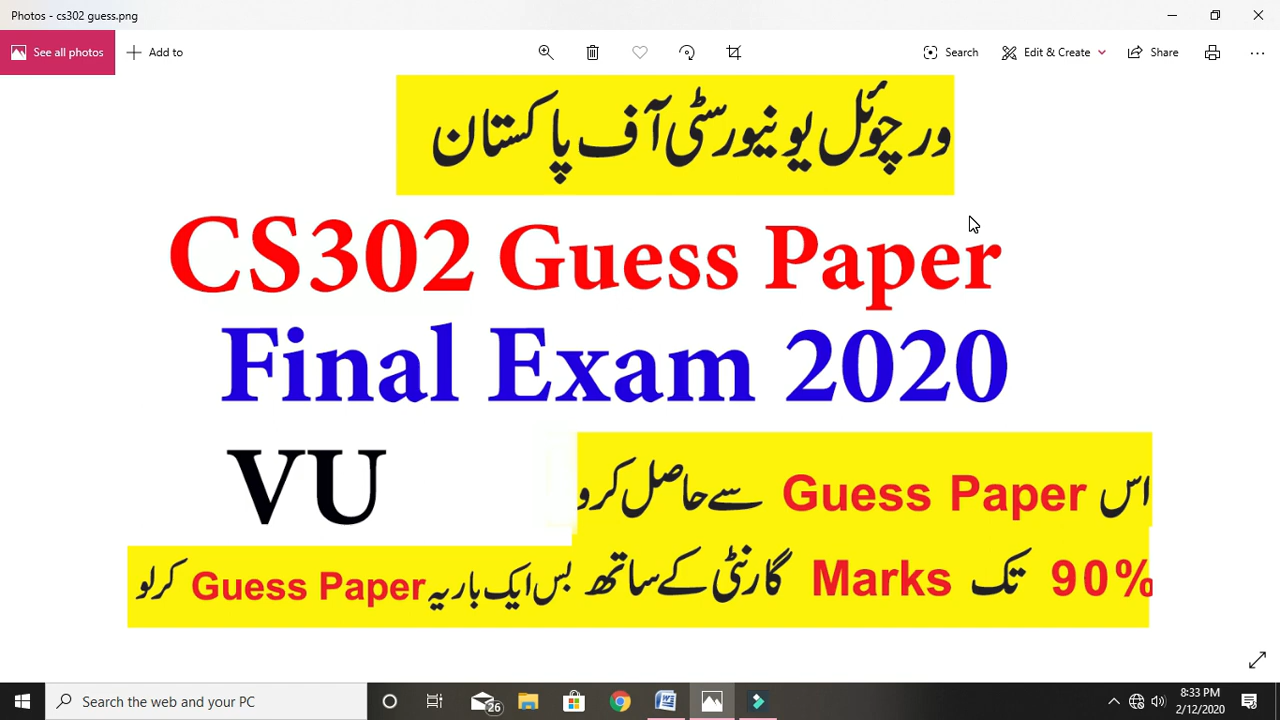 Photos - cs302 guess.png
See all photos
Add to
Search
Edit & Create
Share
ورچوئل یونیورسٹی آف پاکستان
CS302 Guess Paper
Final Exam 2020
VU
اس Guess Paper سے حاصل کرو
90% تک Marks گارنٹی کے ساتھ
بس ایک بار یہ Guess Paper کرلو
Search the web and your PC
26
8:33 PM
2/12/2020